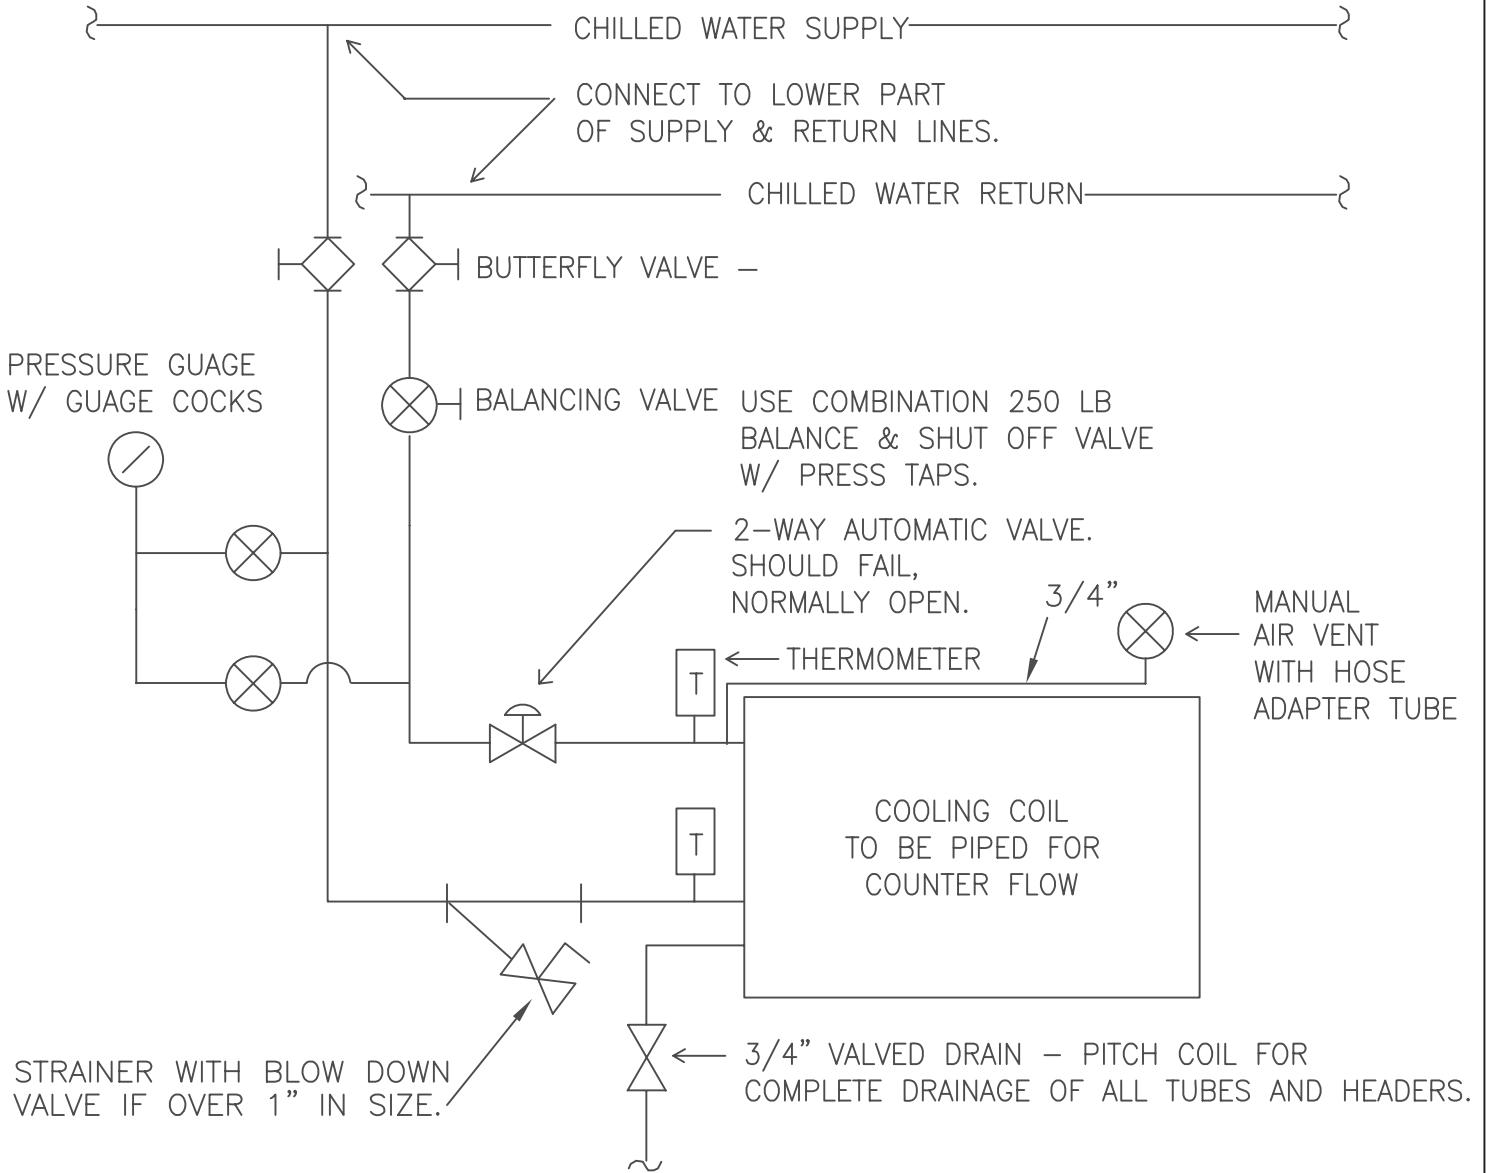 CHILLED WATER SUPPLY
CONNECT TO LOWER PART
OF SUPPLY & RETURN LINES.
CHILLED WATER RETURN
BUTTERFLY VALVE –
PRESSURE GUAGE
W/ GUAGE COCKS
BALANCING VALVE
USE COMBINATION 250 LB
BALANCE & SHUT OFF VALVE
W/ PRESS TAPS.
2–WAY AUTOMATIC VALVE.
SHOULD FAIL,
NORMALLY OPEN.
3/4”
MANUAL
AIR VENT
WITH HOSE
ADAPTER TUBE
THERMOMETER
T
COOLING COIL
TO BE PIPED FOR
COUNTER FLOW
T
STRAINER WITH BLOW DOWN
VALVE IF OVER 1” IN SIZE.
3/4” VALVED DRAIN – PITCH COIL FOR
COMPLETE DRAINAGE OF ALL TUBES AND HEADERS.